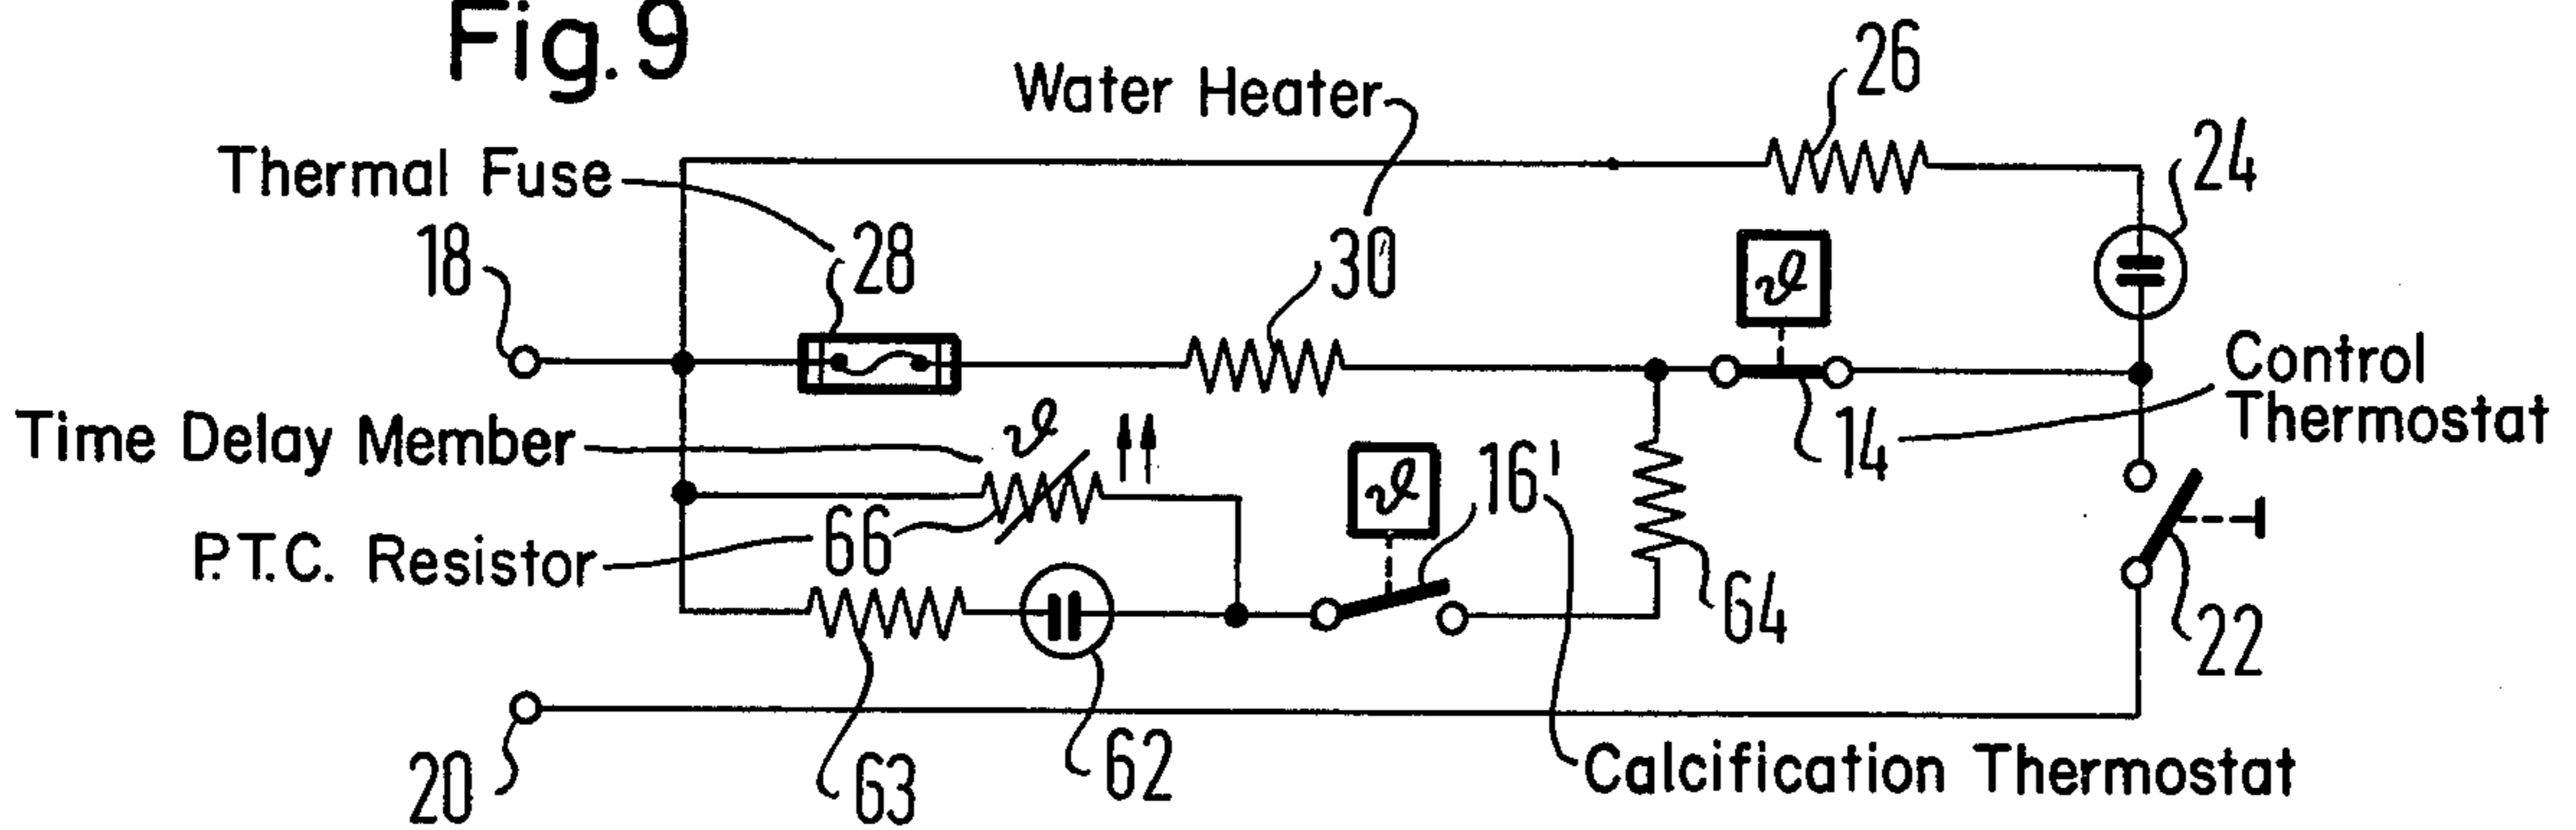 Fig. 9
Water Heater
26
Thermal Fuse
24
18
28
30
ϑ
Control
Thermostat
Time Delay Member
ϑ
ϑ
16'
14
P.T.C. Resistor
66
64
22
20
63
62
Calcification Thermostat